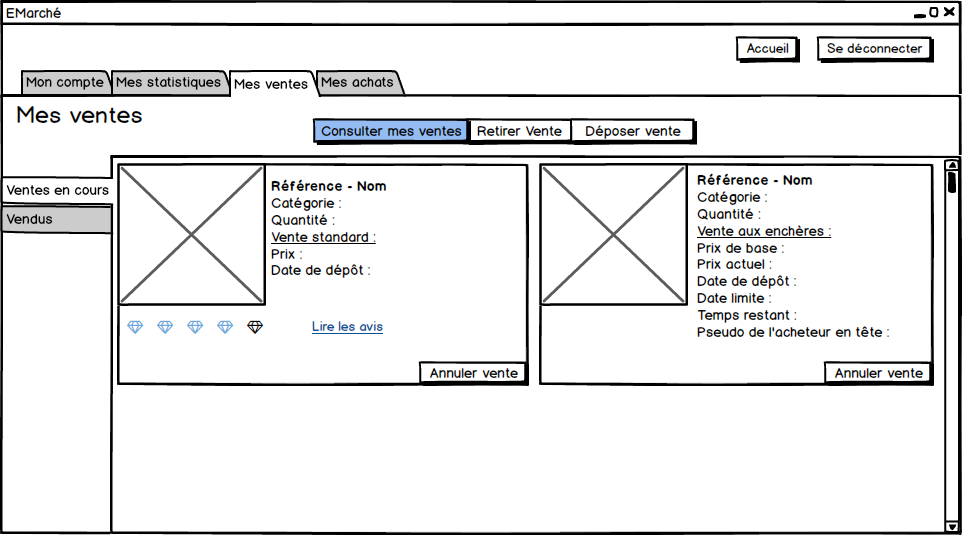 EMarché
Accueil
Se déconnecter
Mon compte
Mes statistiques
Mes ventes
Mes achats
Mes ventes
Consulter mes ventes
Retirer Vente
Déposer vente
Ventes en cours
Vendus
Référence - Nom
Catégorie :
Quantité :
Vente standard :
Prix :
Date de dépôt :
Lire les avis
Annuler vente
Référence - Nom
Catégorie :
Quantité :
Vente aux enchères :
Prix de base :
Prix actuel :
Date de dépôt :
Date limite :
Temps restant :
Pseudo de l'acheteur en tête :
Annuler vente